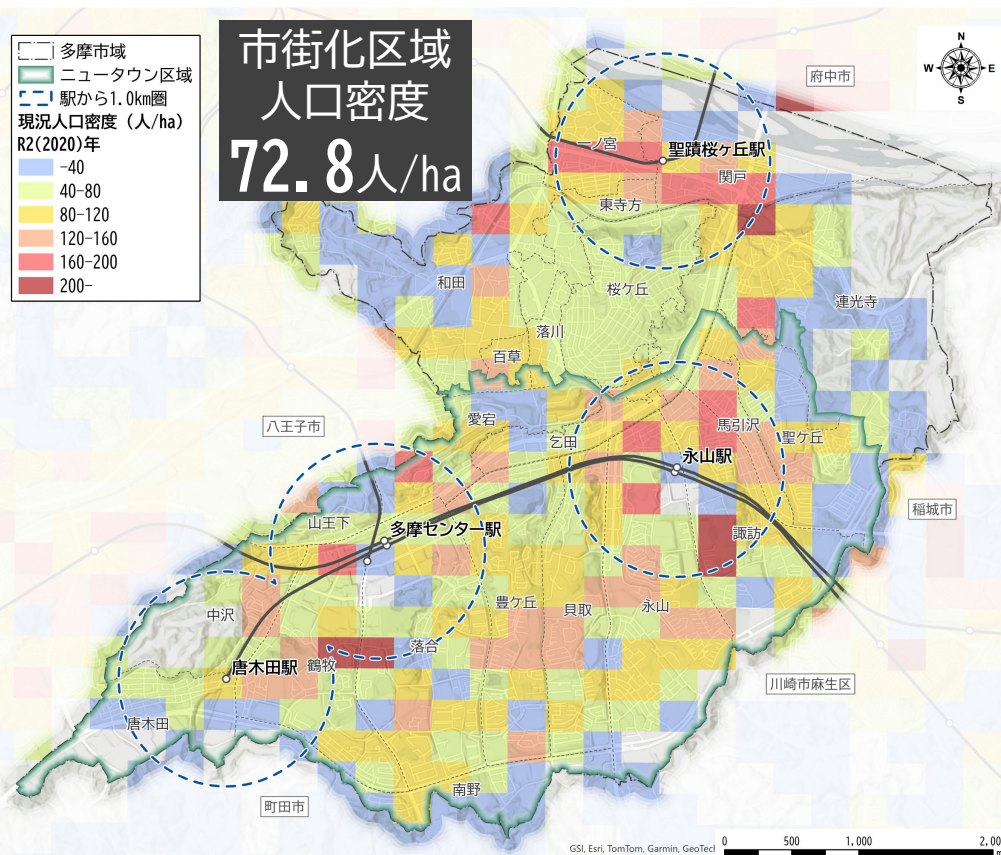 市街化区域
人口密度
72.8人/ha
多摩市域
ニュータウン区域
駅から1.0km圏
現況人口密度（人/ha）
R2(2020)年
-40
40-80
80-120
120-160
160-200
200-
N
W
E
S
府中市
一ノ宮
聖蹟桜ヶ丘駅
関戸
東寺方
和田
桜ケ丘
連光寺
落川
百草
愛宕
乞田
馬引沢
聖ケ丘
八王子市
永山駅
稲城市
山王下
多摩センター駅
諏訪
中沢
豊ケ丘
貝取
永山
落合
唐木田駅
鶴牧
川崎市麻生区
唐木田
南野
町田市
GSI, Esri, TomTom, Garmin, GeoTech
0
500
1,000
2,00
m